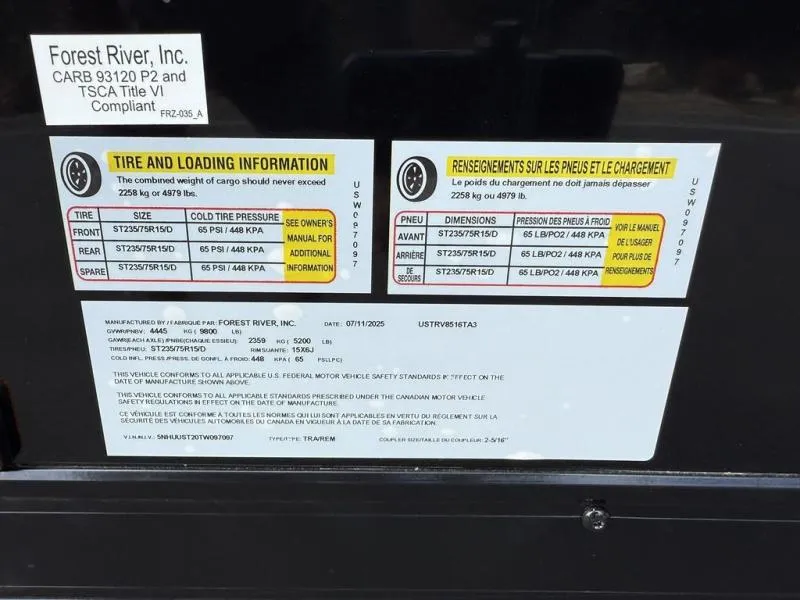 Forest River, Inc.
CARB 93120 P2 and
TSCA Title VI
Compliant
FRZ-035_A
TIRE AND LOADING INFORMATION
The combined weight of cargo should never exceed
2258 kg or 4979 lbs.
TIRE SIZE COLD TIRE PRESSURE
FRONT ST235/75R15/D 65 PSI / 448 KPA
REAR ST235/75R15/D 65 PSI / 448 KPA
SPARE ST235/75R15/D 65 PSI / 448 KPA
SEE OWNER'S
MANUAL FOR
ADDITIONAL
INFORMATION
USW097097
RENSEIGNEMENTS SUR LES PNEUS ET LE CHARGEMENT
Le poids du chargement ne doit jamais dépasser
2258 kg ou 4979 lb.
PNEU DIMENSIONS PRESSION DES PNEUS À FROID
AVANT ST235/75R15/D 65 LB/PO2 / 448 KPA
ARRIÈRE ST235/75R15/D 65 LB/PO2 / 448 KPA
DE SECOURS ST235/75R15/D 65 LB/PO2 / 448 KPA
VOIR LE MANUEL
DE L'USAGER
POUR PLUS DE
RENSEIGNEMENTS
USW097097
MANUFACTURED BY / FABRIQUE PAR: FOREST RIVER, INC. DATE: 07/11/2025 USTRV8516TA3
GVWR/PNBV: 4445 KG ( 9800 LB)
GAWR(EACH AXLE) /PNBE(CHAQUE ESSIEU): 2359 KG ( 5200 LB)
TIRES/PNEU: ST235/75R15/D RIMS/JANTE: 15X6J
COLD INFL. PRESS./PRESS. DE GONFL. À FROID: 448 KPA ( 65 PSI,LPC)
THIS VEHICLE CONFORMS TO ALL APPLICABLE U.S. FEDERAL MOTOR VEHICLE SAFETY STANDARDS IN EFFECT ON THE
DATE OF MANUFACTURE SHOWN ABOVE.
THIS VEHICLE CONFORMS TO ALL APPLICABLE STANDARDS PRESCRIBED UNDER THE CANADIAN MOTOR VEHICLE
SAFETY REGULATIONS IN EFFECT ON THE DATE OF MANUFACTURE.
CE VÉHICULE EST CONFORME À TOUTES LES NORMES QUI LUI SONT APPLICABLES EN VERTU DU RÈGLEMENT SUR LA
SÉCURITÉ DES VÉHICULES AUTOMOBILES DU CANADA EN VIGUEUR À LA DATE DE SA FABRICATION.
V.I.N./N.I.V.: 5NHUUST20TW097097 TYPE/TYPE: TRA/REM COUPLER SIZE/TAILLE DU COUPLEUR: 2-5/16"